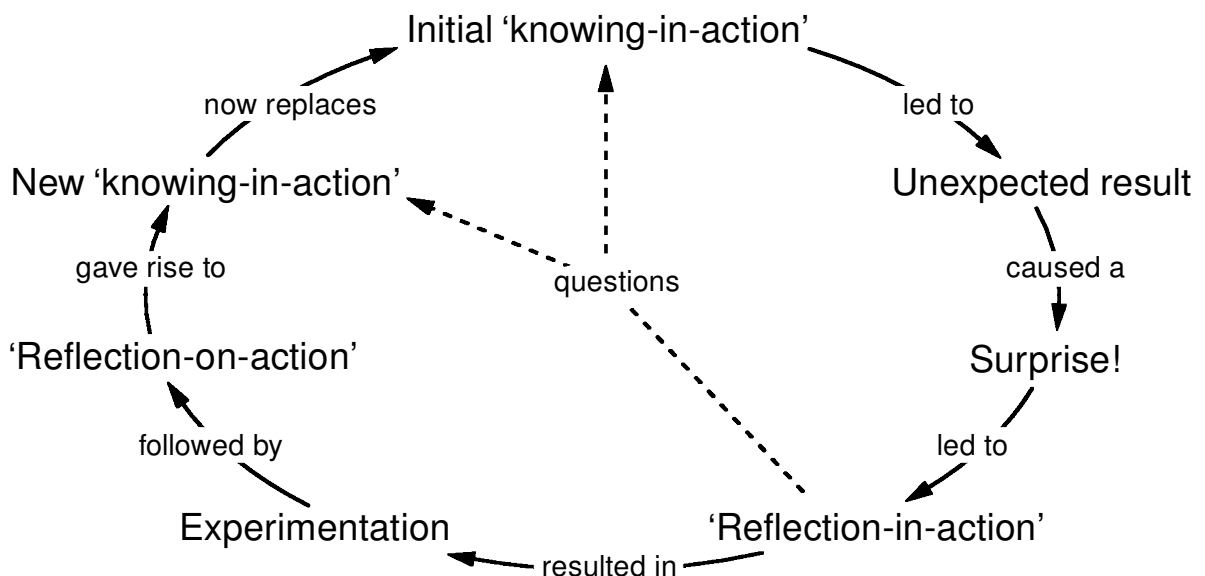 Initial ‘knowing-in-action’
now replaces
led to
New ‘knowing-in-action’
Unexpected result
gave rise to
questions
caused a
‘Reflection-on-action’
Surprise!
followed by
led to
Experimentation
‘Reflection-in-action’
resulted in